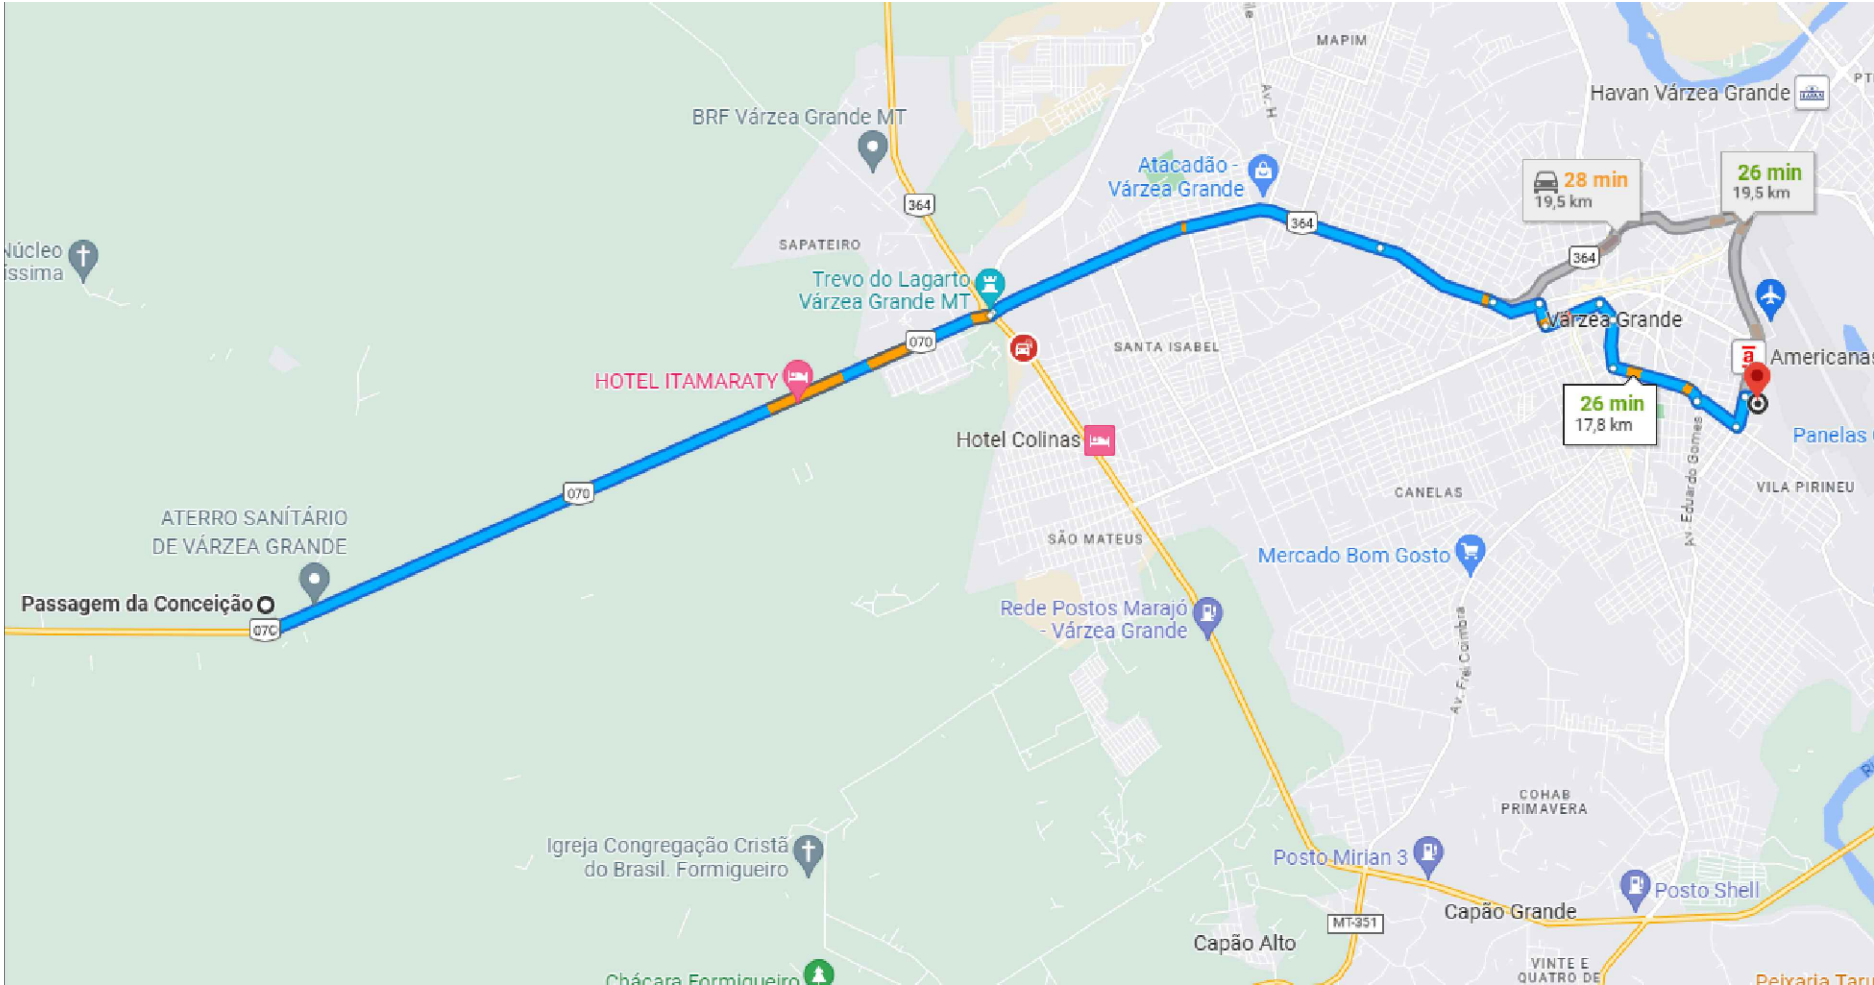 MAPIM
Av. H
Havan Várzea Grande
BRF Várzea Grande MT
Atacadão -
Várzea Grande
28 min
19,5 km
26 min
19,5 km
364
364
364
SAPATEIRO
Núcleo
íssima
Trevo do Lagarto
Várzea Grande MT
Várzea Grande
070
SANTA ISABEL
Americanas
HOTEL ITAMARATY
26 min
17,8 km
Hotel Colinas
Panelas
070
CANELAS
VILA PIRINEU
Av. Eduardo Gomes
ATERRO SANÍTÁRIO
DE VÁRZEA GRANDE
SÃO MATEUS
Mercado Bom Gosto
Passagem da Conceição
070
Rede Postos Marajó
- Várzea Grande
Av. Frei Coimbra
COHAB
PRIMAVERA
Igreja Congregação Cristã
do Brasil. Formigueiro
Posto Mirian 3
Posto Shell
Capão Grande
MT-351
Capão Alto
VINTE E
QUATRO DE
Chácara Formigueiro
Peixaria Taru